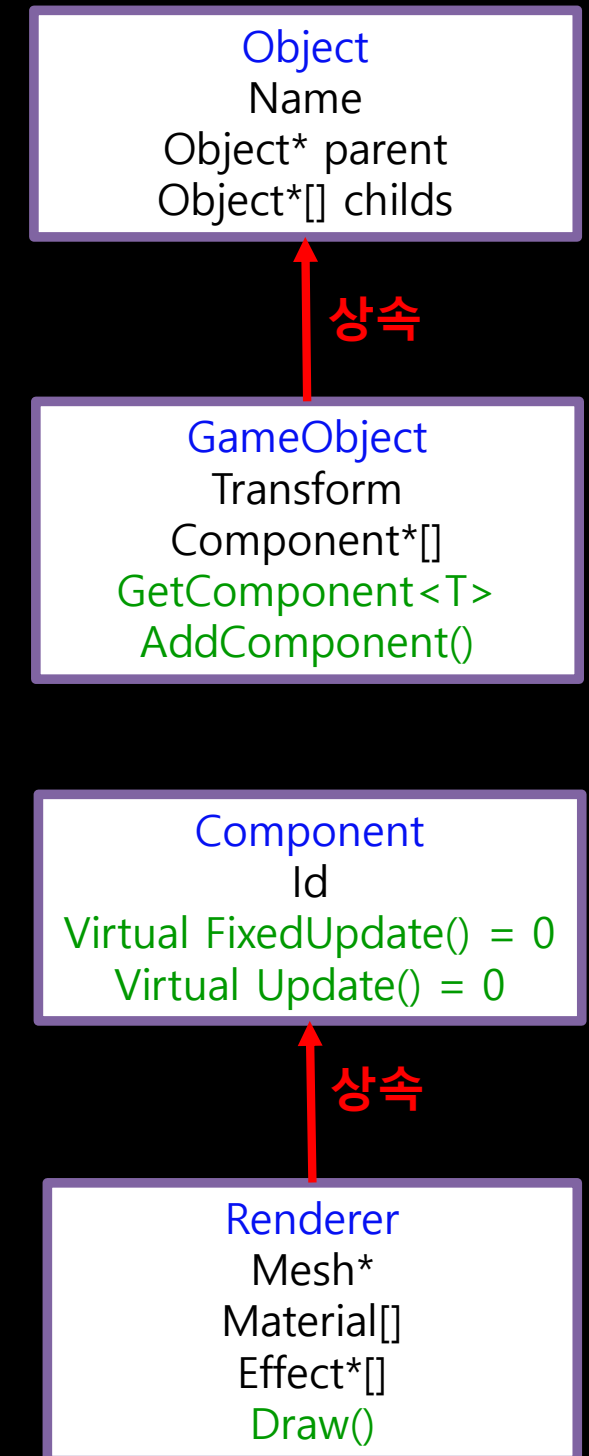 Object
Name
Object* parent
Object*[] childs
상속
GameObject
Transform
Component*[]
GetComponent<T>
AddComponent()
Component
Id
Virtual FixedUpdate() = 0
Virtual Update() = 0
상속
Renderer
Mesh*
Material[]
Effect*[]
Draw()